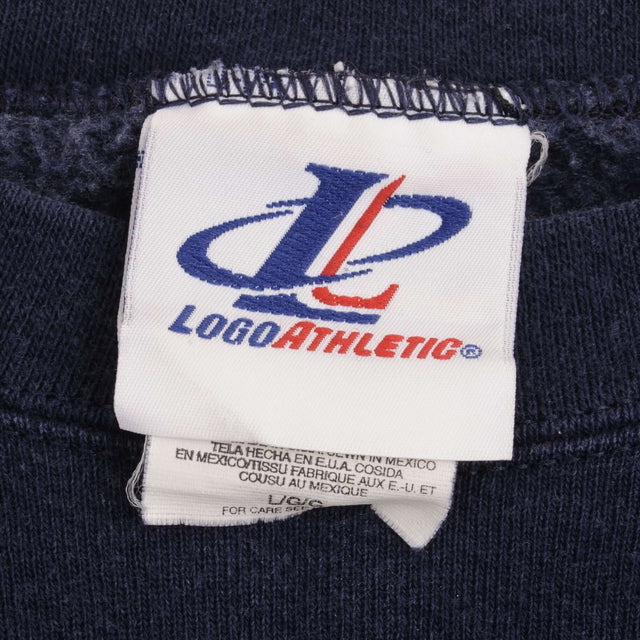 L
LOGOATHLETIC®
SEWN IN MEXICO
TELA HECHA EN E.U.A. COSIDA
EN MEXICO/TISSU FABRIQUE AUX E.-U. ET
COUSU AU MEXIQUE
L/G/G
FOR CARE SEE